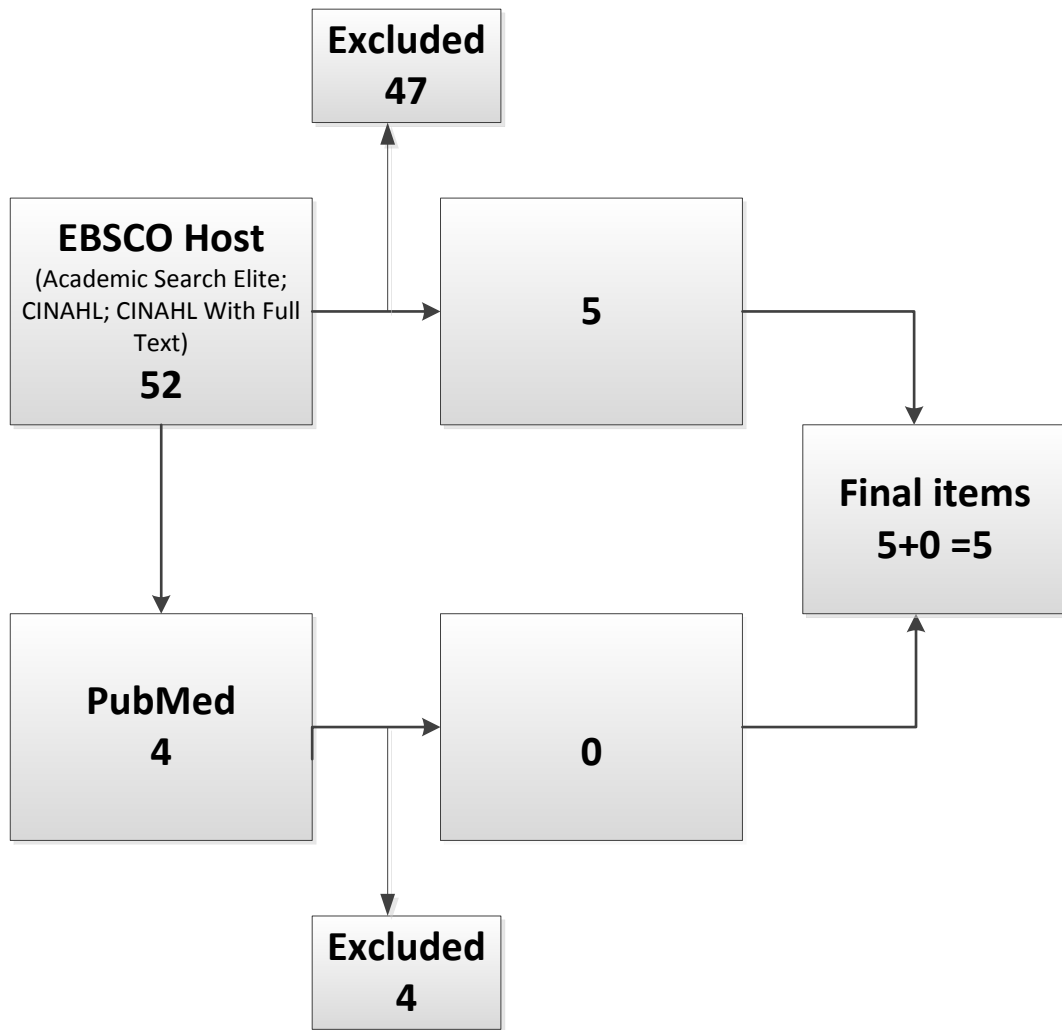 Excluded
47
EBSCO Host
(Academic Search Elite;
CINAHL; CINAHL With Full
Text)
52
5
Final items
5+0 =5
PubMed
4
0
Excluded
4